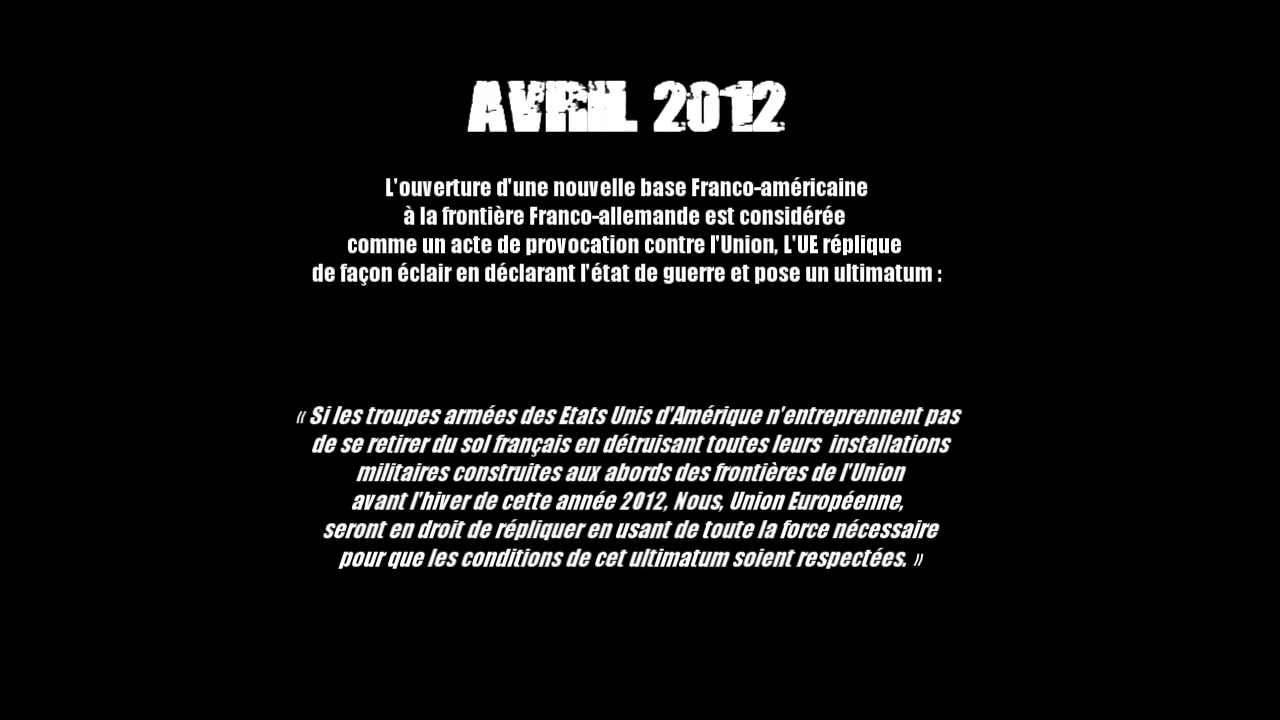 AVRIL 2012
L'ouverture d'une nouvelle base Franco-américaine
à la frontière Franco-allemande est considérée
comme un acte de provocation contre l'Union, L'UE réplique
de façon éclair en déclarant l'état de guerre et pose un ultimatum :
« Si les troupes armées des Etats Unis d'Amérique n'entreprennent pas
de se retirer du sol français en détruisant toutes leurs installations
militaires construites aux abords des frontières de l'Union
avant l'hiver de cette année 2012, Nous, Union Européenne,
seront en droit de répliquer en usant de toute la force nécessaire
pour que les conditions de cet ultimatum soient respectées. »